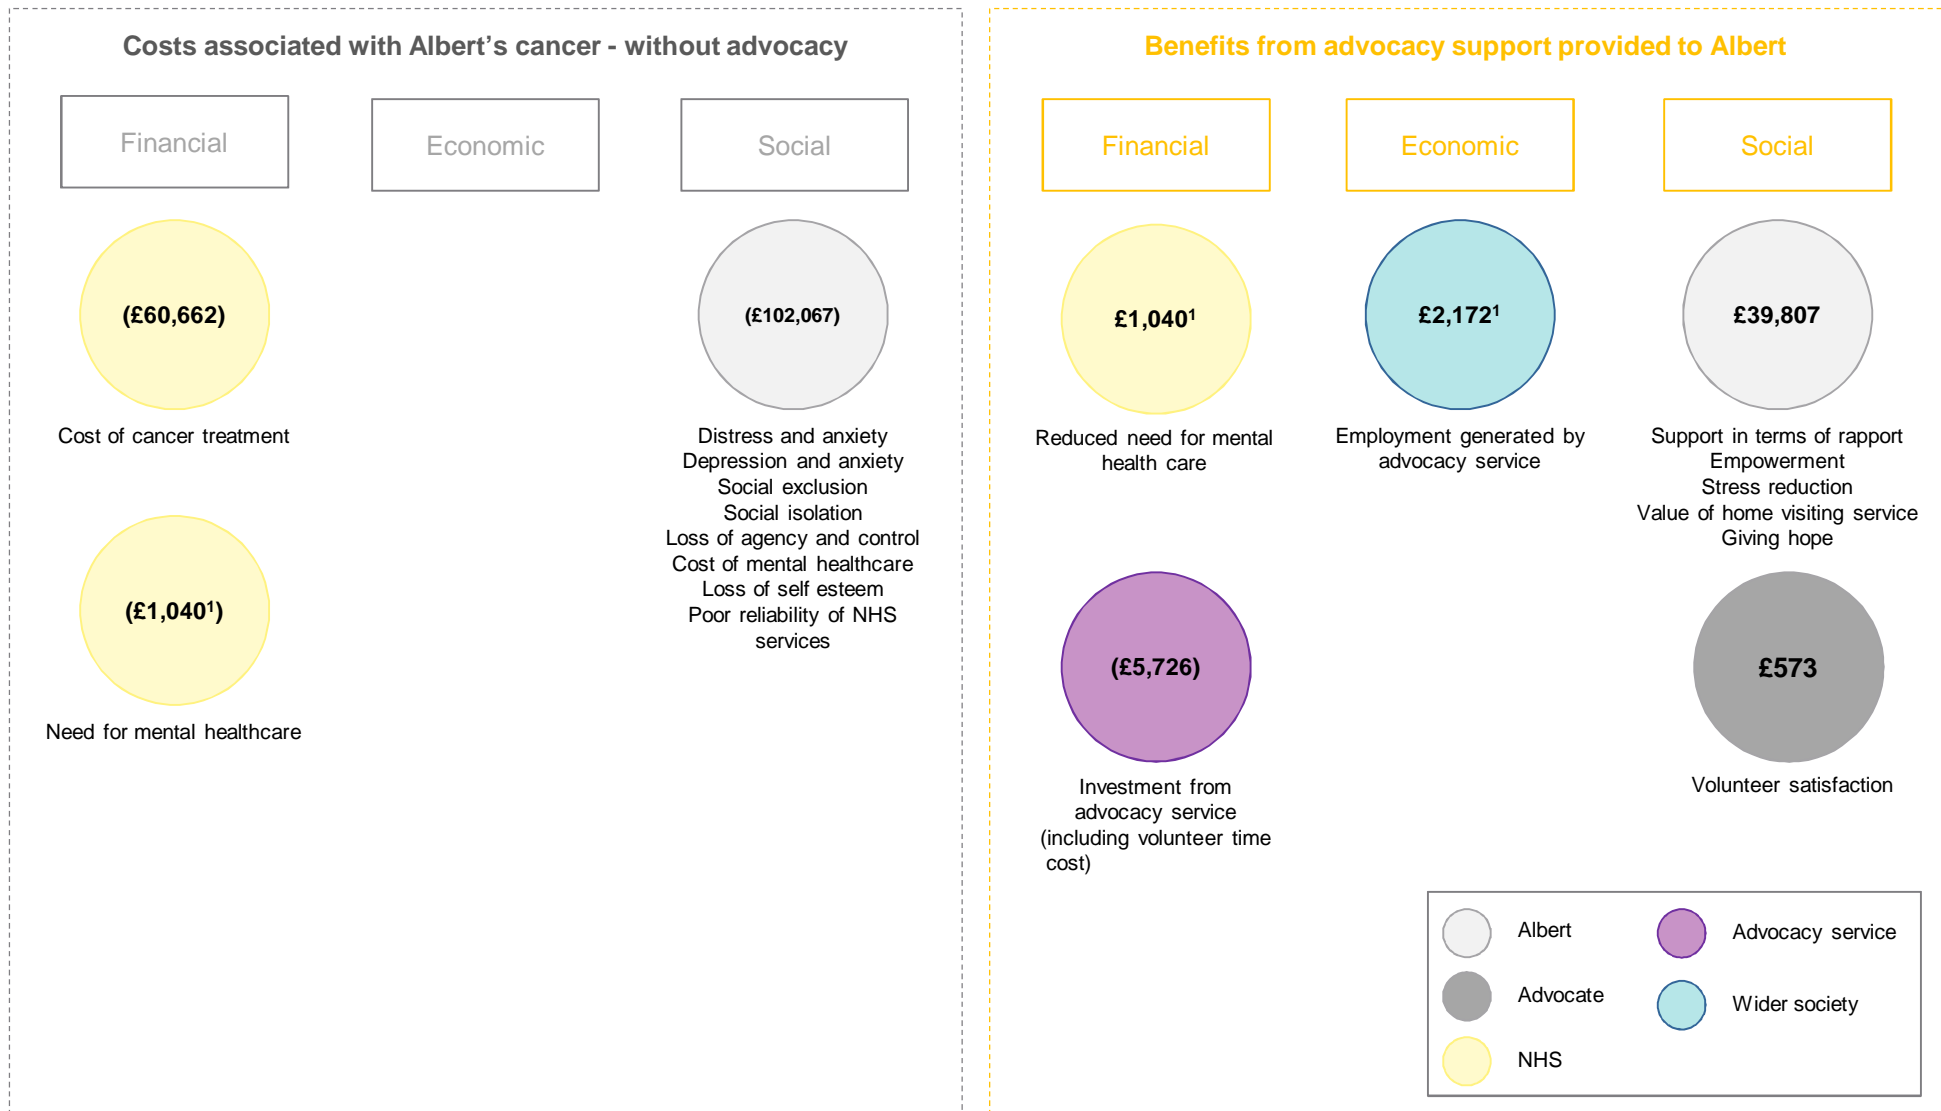 Costs associated with Albert’s cancer - without advocacy
Financial
Economic
Social
(£60,662)
Cost of cancer treatment
(£1,040¹)
Need for mental healthcare
(£102,067)
Distress and anxiety
Depression and anxiety
Social exclusion
Social isolation
Loss of agency and control
Cost of mental healthcare
Loss of self esteem
Poor reliability of NHS
services
Benefits from advocacy support provided to Albert
Financial
Economic
Social
£1,040¹
Reduced need for mental
health care
(£5,726)
Investment from
advocacy service
(including volunteer time
cost)
£2,172¹
Employment generated by
advocacy service
£39,807
Support in terms of rapport
Empowerment
Stress reduction
Value of home visiting service
Giving hope
£573
Volunteer satisfaction
Albert
Advocate
NHS
Advocacy service
Wider society